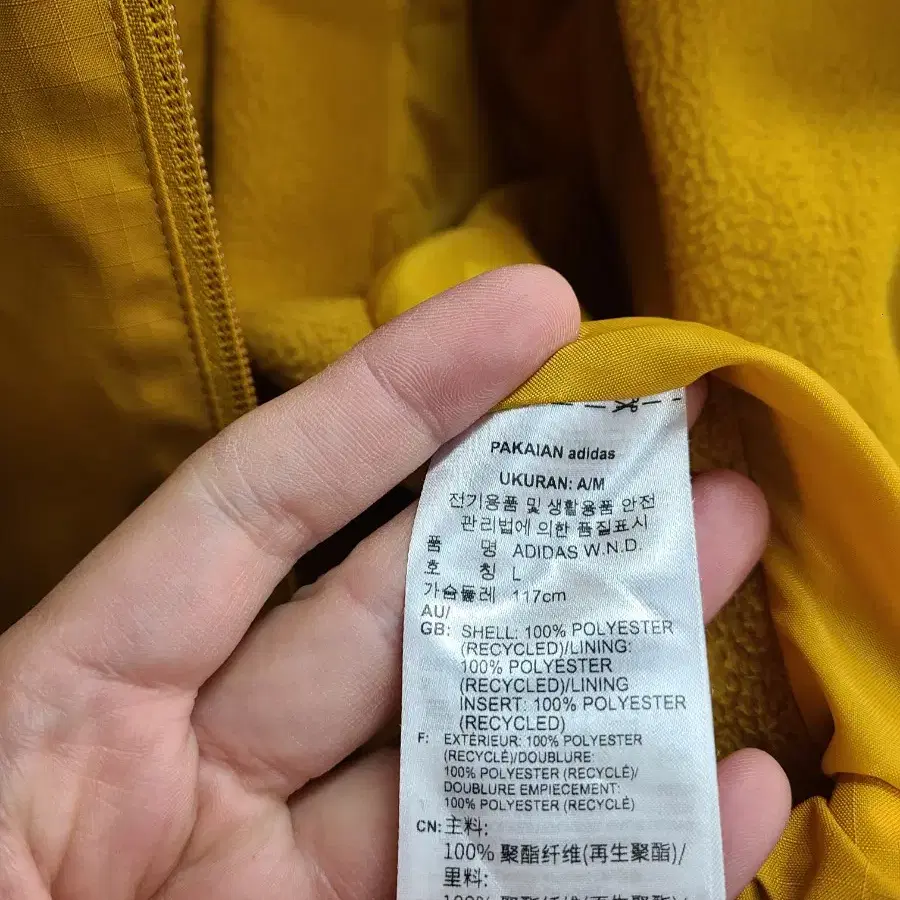 PAKAIAN adidas
UKURAN: A/M
전기용품 및 생활용품 안전
관리법에 의한 품질표시
품 명 ADIDAS W.N.D.
호 칭 L
가슴둘레 117cm
AU/
GB: SHELL: 100% POLYESTER
(RECYCLED)/LINING:
100% POLYESTER
(RECYCLED)/LINING
INSERT: 100% POLYESTER
(RECYCLED)
F: EXTÉRIEUR: 100% POLYESTER
(RECYCLÉ)/DOUBLURE:
100% POLYESTER (RECYCLÉ)/
DOUBLURE EMPIECEMENT:
100% POLYESTER (RECYCLÉ)
CN: 主料:
100% 聚酯纤维(再生聚酯)/
里料: